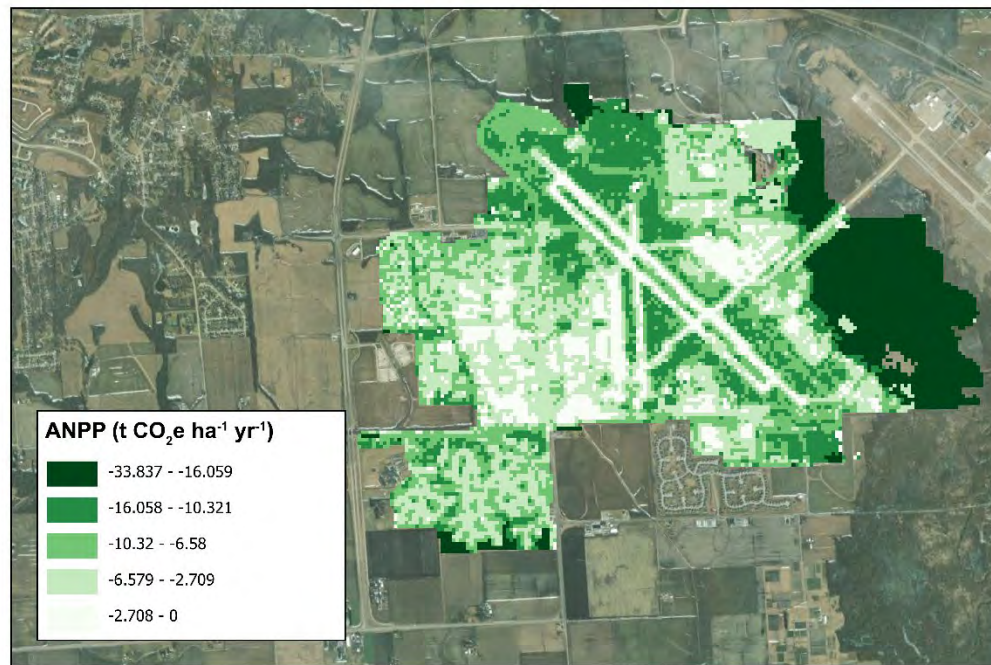 ANPP (t CO₂e ha⁻¹ yr⁻¹)
-33.837 - -16.059
-16.058 - -10.321
-10.32 - -6.58
-6.579 - -2.709
-2.708 - 0